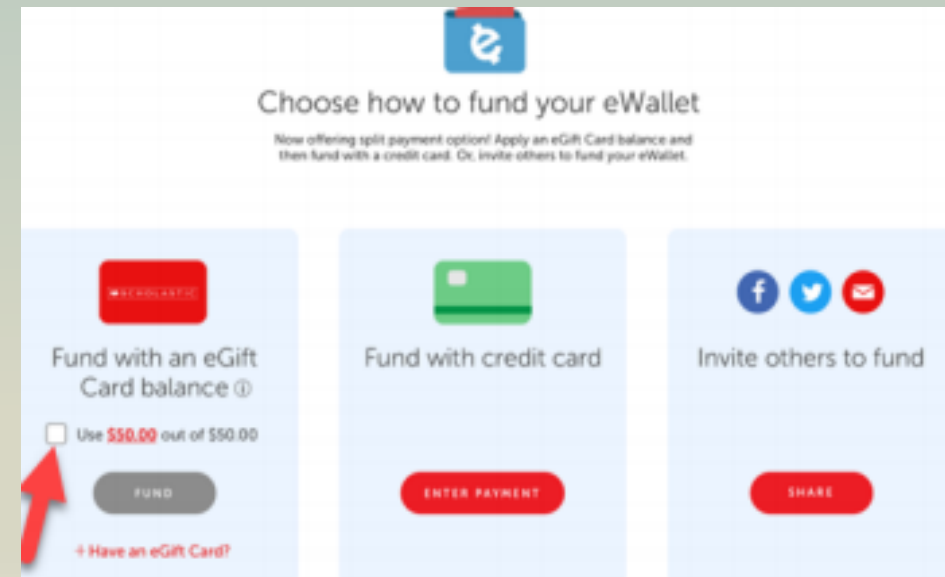 Choose how to fund your eWallet
Now offering split payment option! Apply an eGift Card balance and
then fund with a credit card. Or, invite others to fund your eWallet.
SCHOLASTIC
Fund with an eGift
Card balance ⓘ
Use $50.00 out of $50.00
FUND
+ Have an eGift Card?
Fund with credit card
ENTER PAYMENT
Invite others to fund
SHARE